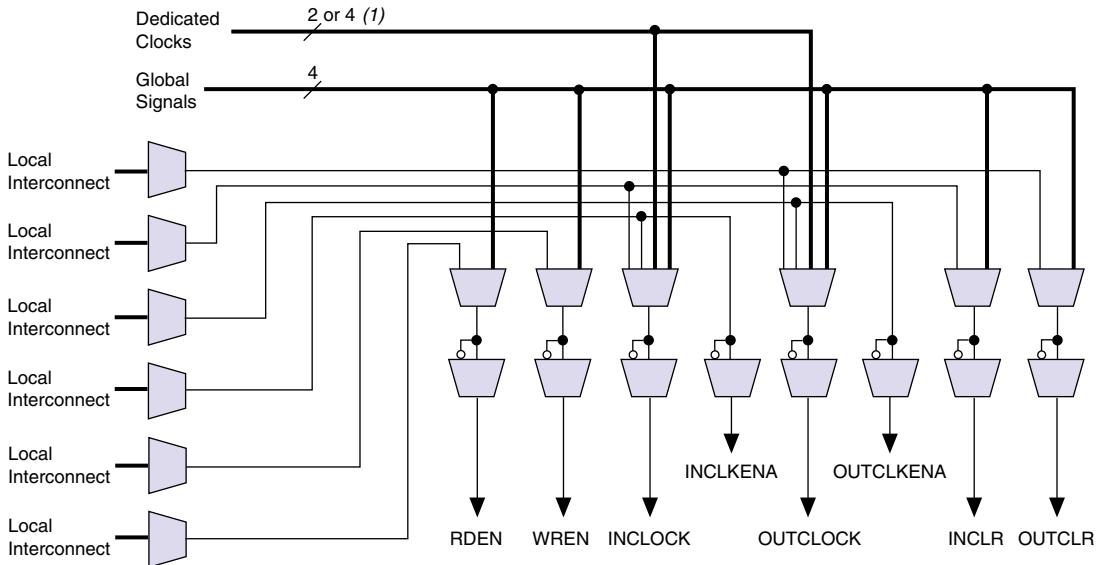 Dedicated
Clocks
2 or 4 (1)
Global
Signals
4
Local
Interconnect
Local
Interconnect
Local
Interconnect
Local
Interconnect
Local
Interconnect
Local
Interconnect
INCLKENA
OUTCLKENA
RDEN
WREN
INCLOCK
OUTCLOCK
INCLR
OUTCLR